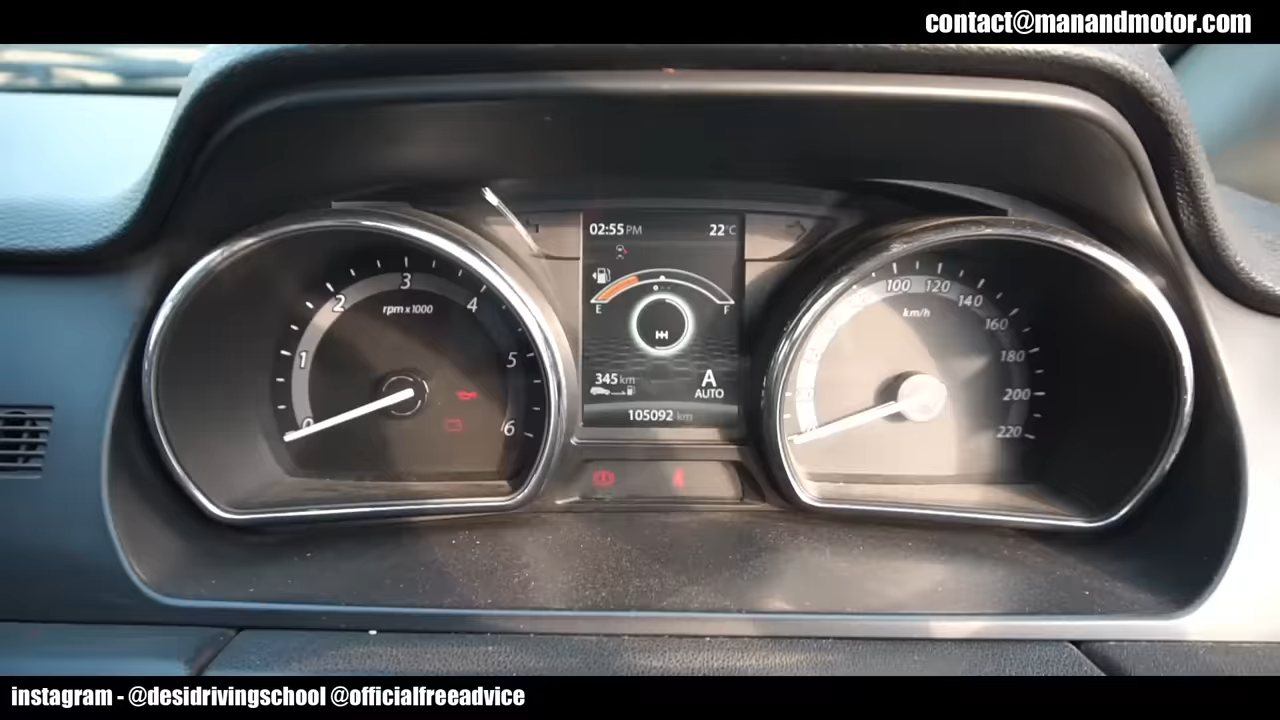 contact@manandmotor.com
02:55 PM 22°C
E F
345 km
A
AUTO
105092 km
0 1 2 3 4 5 6
rpm x 1000
100 120 140 160 180 200 220
km/h
instagram - @desidrivingschool @officialfreeadvice